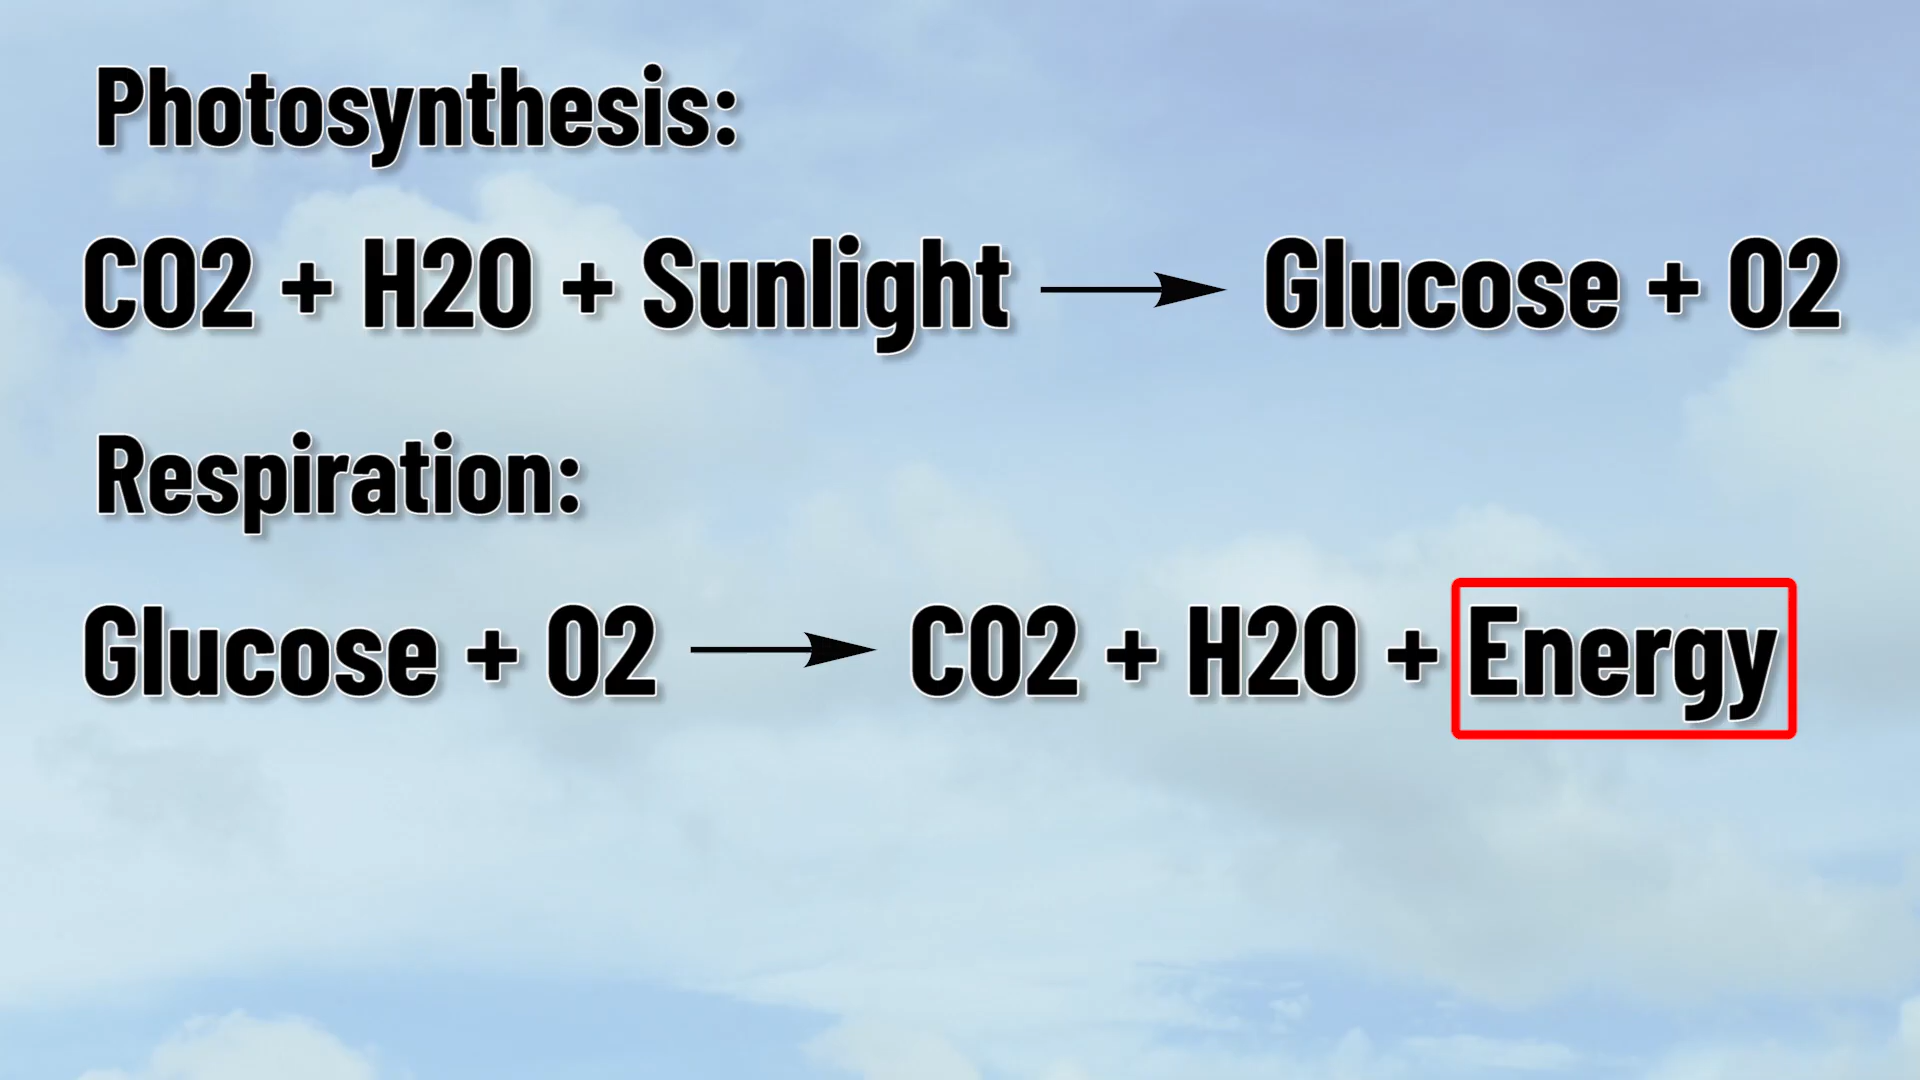 Photosynthesis:
CO2 + H2O + Sunlight → Glucose + O2
Respiration:
Glucose + O2 → CO2 + H2O + Energy